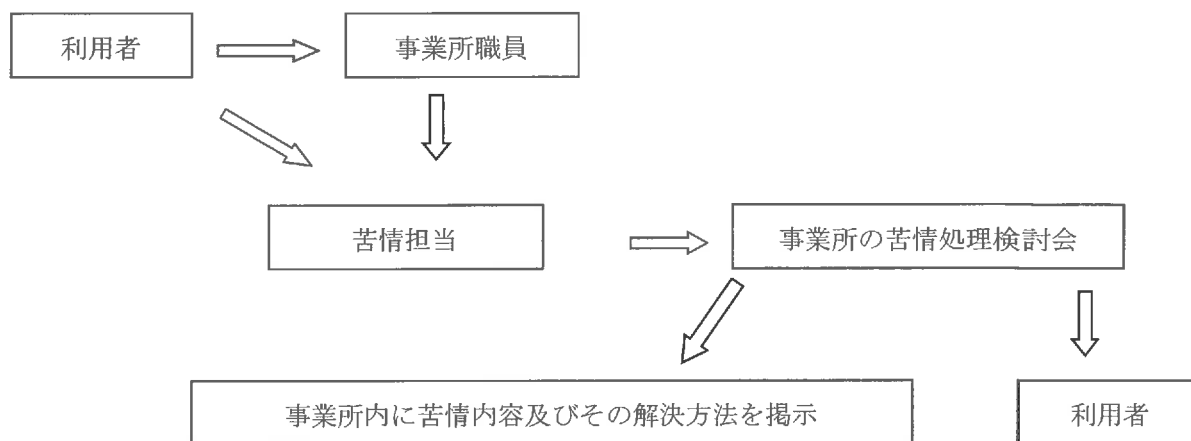 利用者
事業所職員
苦情担当
事業所の苦情処理検討会
事業所内に苦情内容及びその解決方法を掲示
利用者